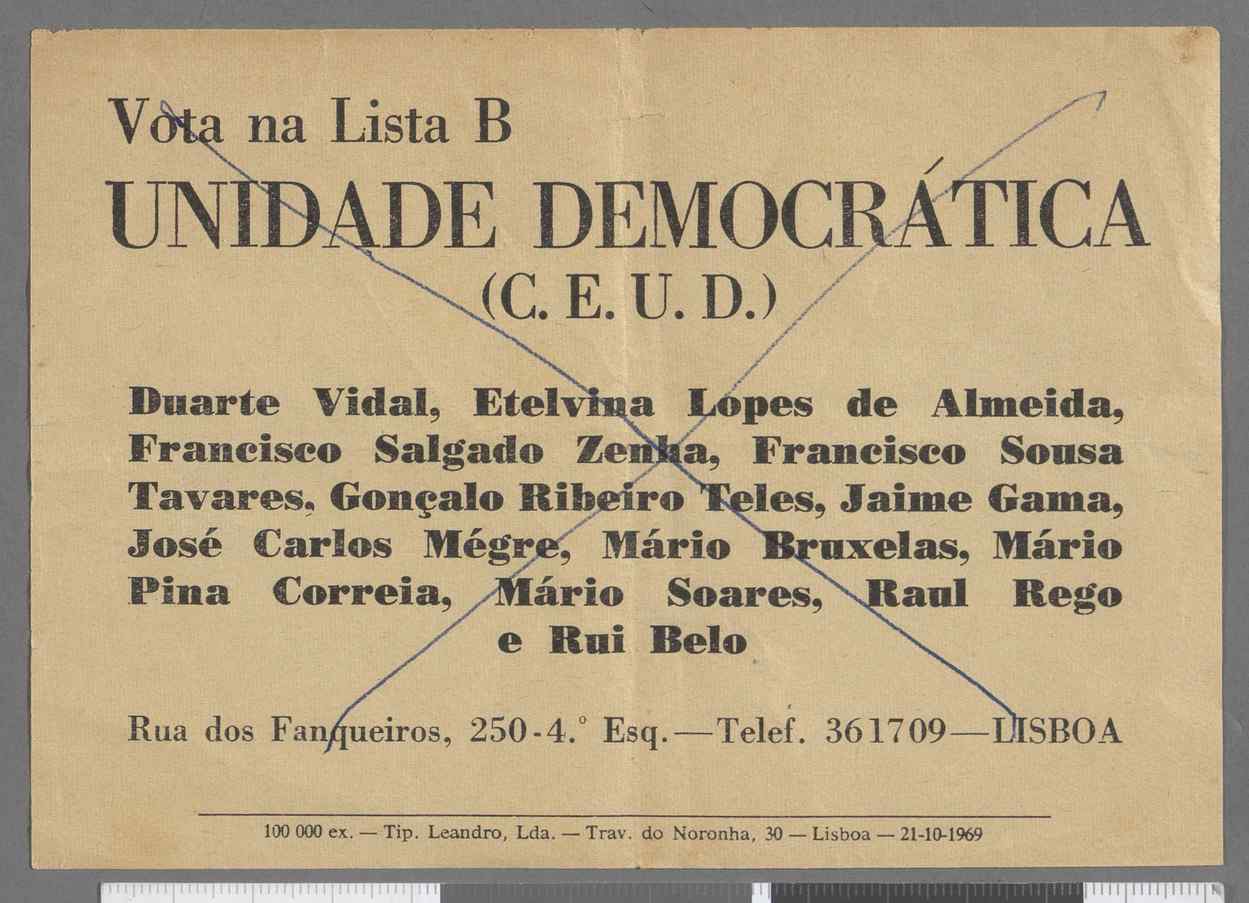 Vota na Lista B
UNIDADE DEMOCRÁTICA
(C. E. U. D.)
Duarte Vidal, Etelvina Lopes de Almeida,
Francisco Salgado Zenha, Francisco Sousa
Tavares, Gonçalo Ribeiro Teles, Jaime Gama,
José Carlos Mégre, Mário Bruxelas, Mário
Pina Correia, Mário Soares, Raul Rego
e Rui Belo
Rua dos Fanqueiros, 250-4.º Esq.—Telef. 361709—LISBOA
100 000 ex. — Tip. Leandro, Lda. — Trav. do Noronha, 30 — Lisboa — 21-10-1969